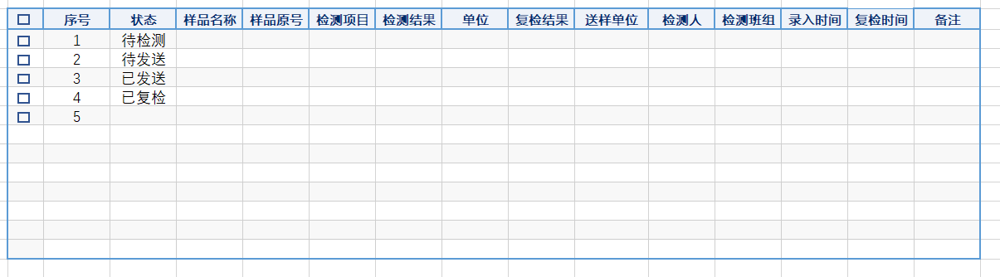 序号 状态 样品名称 样品原号 检测项目 检测结果 单位 复检结果 送样单位 检测人 检测班组 录入时间 复检时间 备注
1 待检测
2 待发送
3 已发送
4 已复检
5